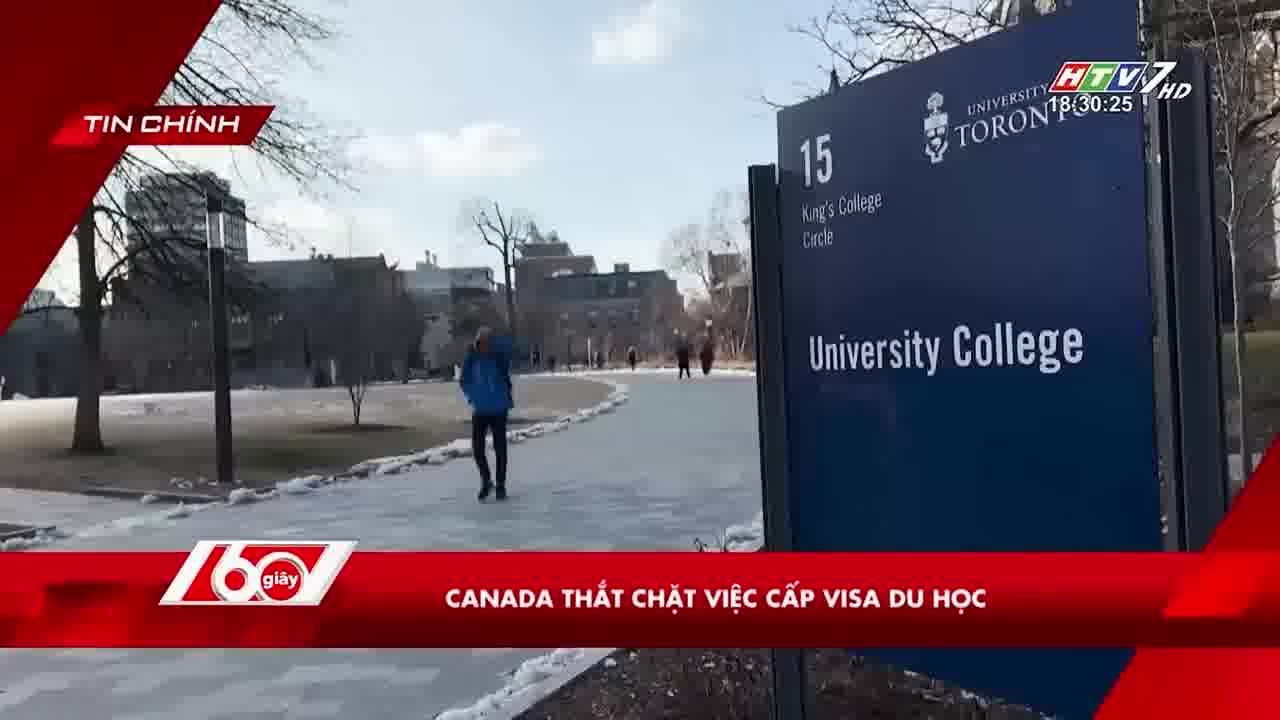 TIN CHÍNH
HTV7 HD
18:30:25
UNIVERSITY
TORONTO
15
King's College
Circle
University College
60 giây
CANADA THẮT CHẶT VIỆC CẤP VISA DU HỌC